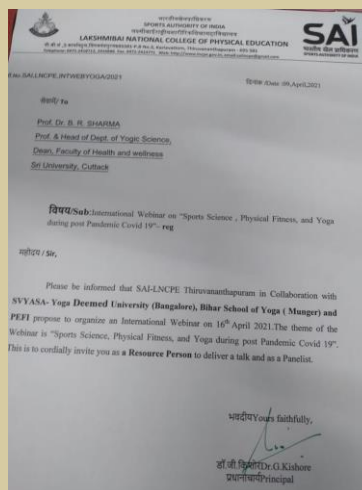 भारतीय खेल प्राधिकरण
SPORTS AUTHORITY OF INDIA
LAKSHMIBAI NATIONAL COLLEGE OF PHYSICAL EDUCATION
SAI
भारतीय खेल प्राधिकरण
SAI,LNCPE,INTWEBYOGA/2021
दिनांक /Date: 09,April,2021
सेवामें/ To
Prof. Dr. B. R. SHARMA
Prof. & Head of Dept. of Yogic Science,
Dean, Faculty of Health and wellness
Sri University, Cuttack
विषय/Sub:International Webinar on “Sports Science , Physical Fitness, and Yoga
during post Pandemic Covid 19”– reg
महोदय / Sir,
Please be informed that SAI-LNCPE Thiruvananthapuram in Collaboration with
SVYASA- Yoga Deemed University (Bangalore), Bihar School of Yoga ( Munger) and
PEFI propose to organize an International Webinar on 16th April 2021.The theme of the
Webinar is “Sports Science, Physical Fitness, and Yoga during post Pandemic Covid 19”.
This is to cordially invite you as a Resource Person to deliver a talk and as a Panelist.
भवदीयYours faithfully,
डॉ.जी.किशोरDr.G.Kishore
प्रधानाचार्यPrincipal